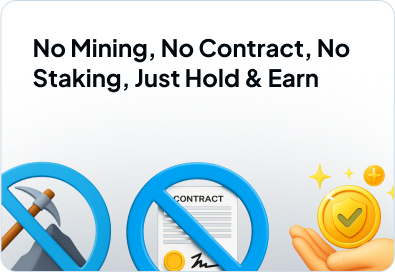 No Mining, No Contract, No
Staking, Just Hold & Earn
CONTRACT